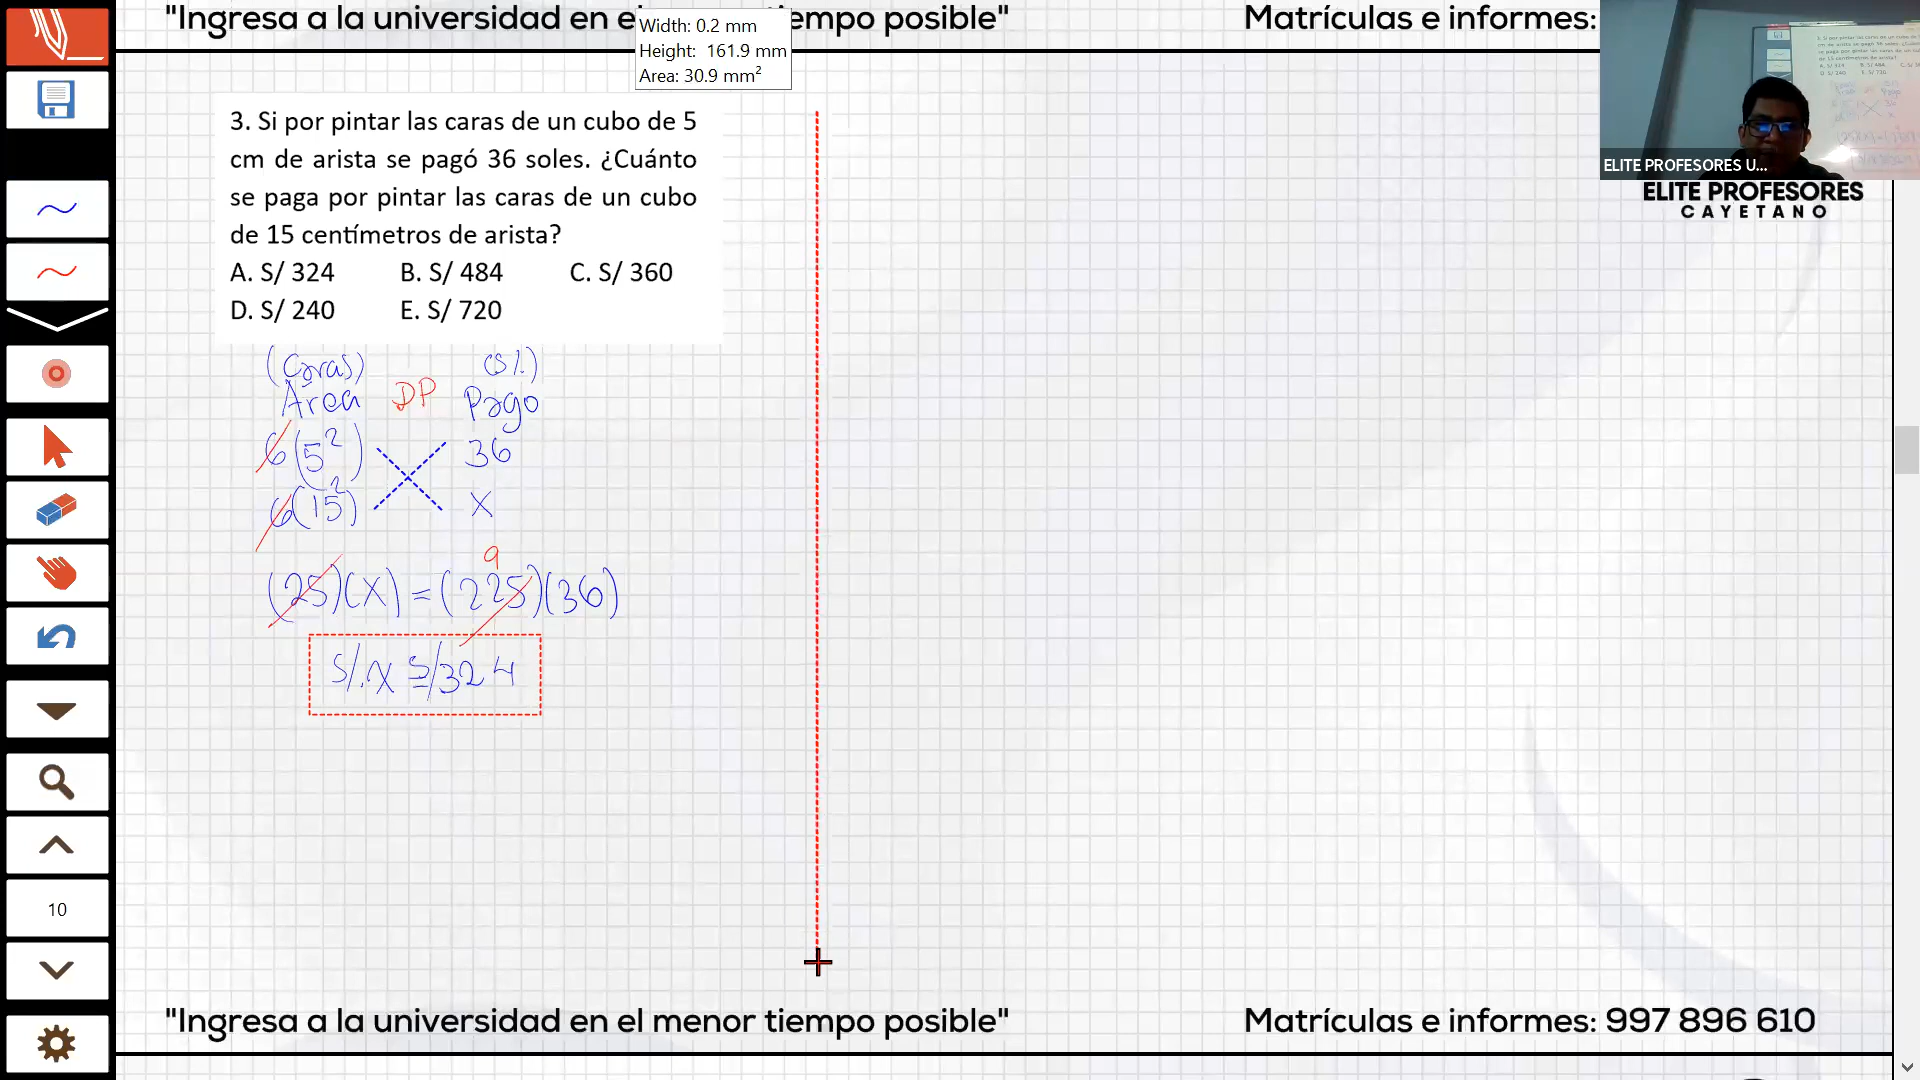 "Ingresa a la universidad en el tiempo posible"
Matrículas e informes:
Width: 0.2 mm
Height: 161.9 mm
Area: 30.9 mm²
3. Si por pintar las caras de un cubo de 5
cm de arista se pagó 36 soles. ¿Cuánto
se paga por pintar las caras de un cubo
de 15 centímetros de arista?
A. S/ 324 B. S/ 484 C. S/ 360
D. S/ 240 E. S/ 720
ELITE PROFESORES U...
ELITE PROFESORES
CAYETANO
(Caras) (S/.)
Area DP Pago
6(5²) 36
6(15²) X
9
(25)(X) = (225)(36)
S/. X = S/324
10
"Ingresa a la universidad en el menor tiempo posible"
Matrículas e informes: 997 896 610